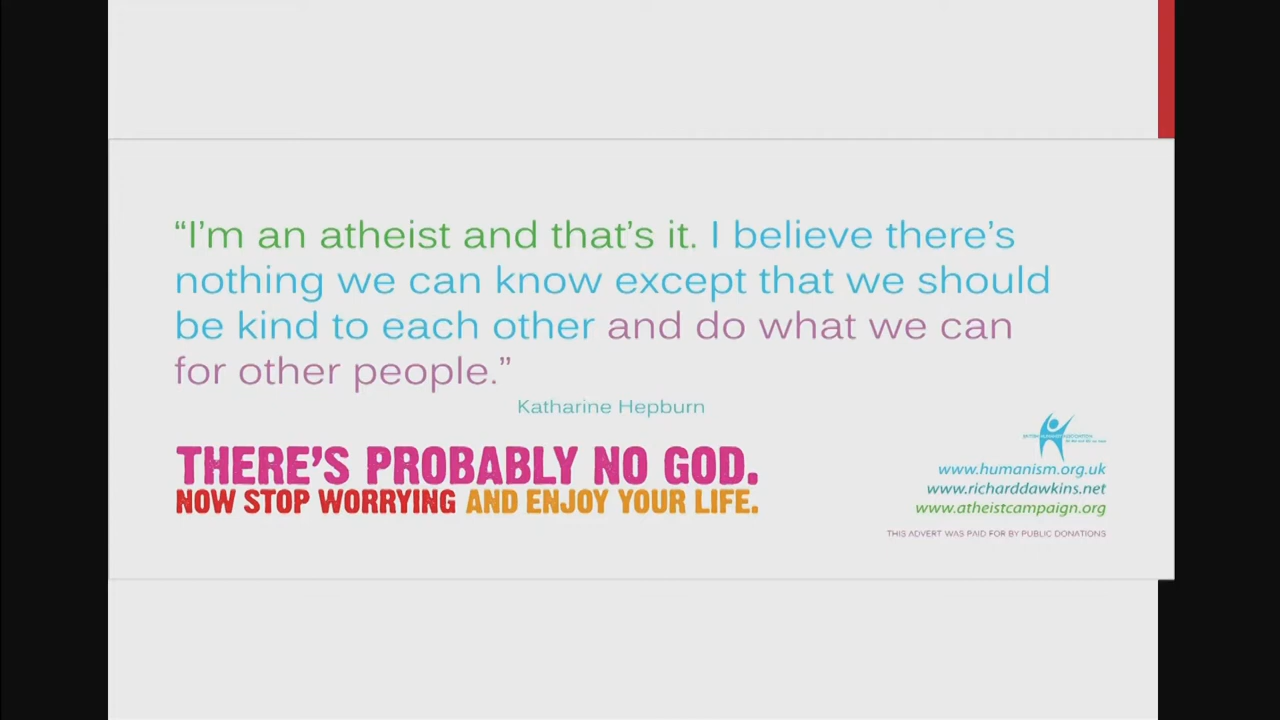 “I’m an atheist and that’s it. I believe there’s
nothing we can know except that we should
be kind to each other and do what we can
for other people.”
Katharine Hepburn
THERE’S PROBABLY NO GOD.
NOW STOP WORRYING AND ENJOY YOUR LIFE.
www.humanism.org.uk
www.richarddawkins.net
www.atheistcampaign.org
THIS ADVERT WAS PAID FOR BY PUBLIC DONATIONS